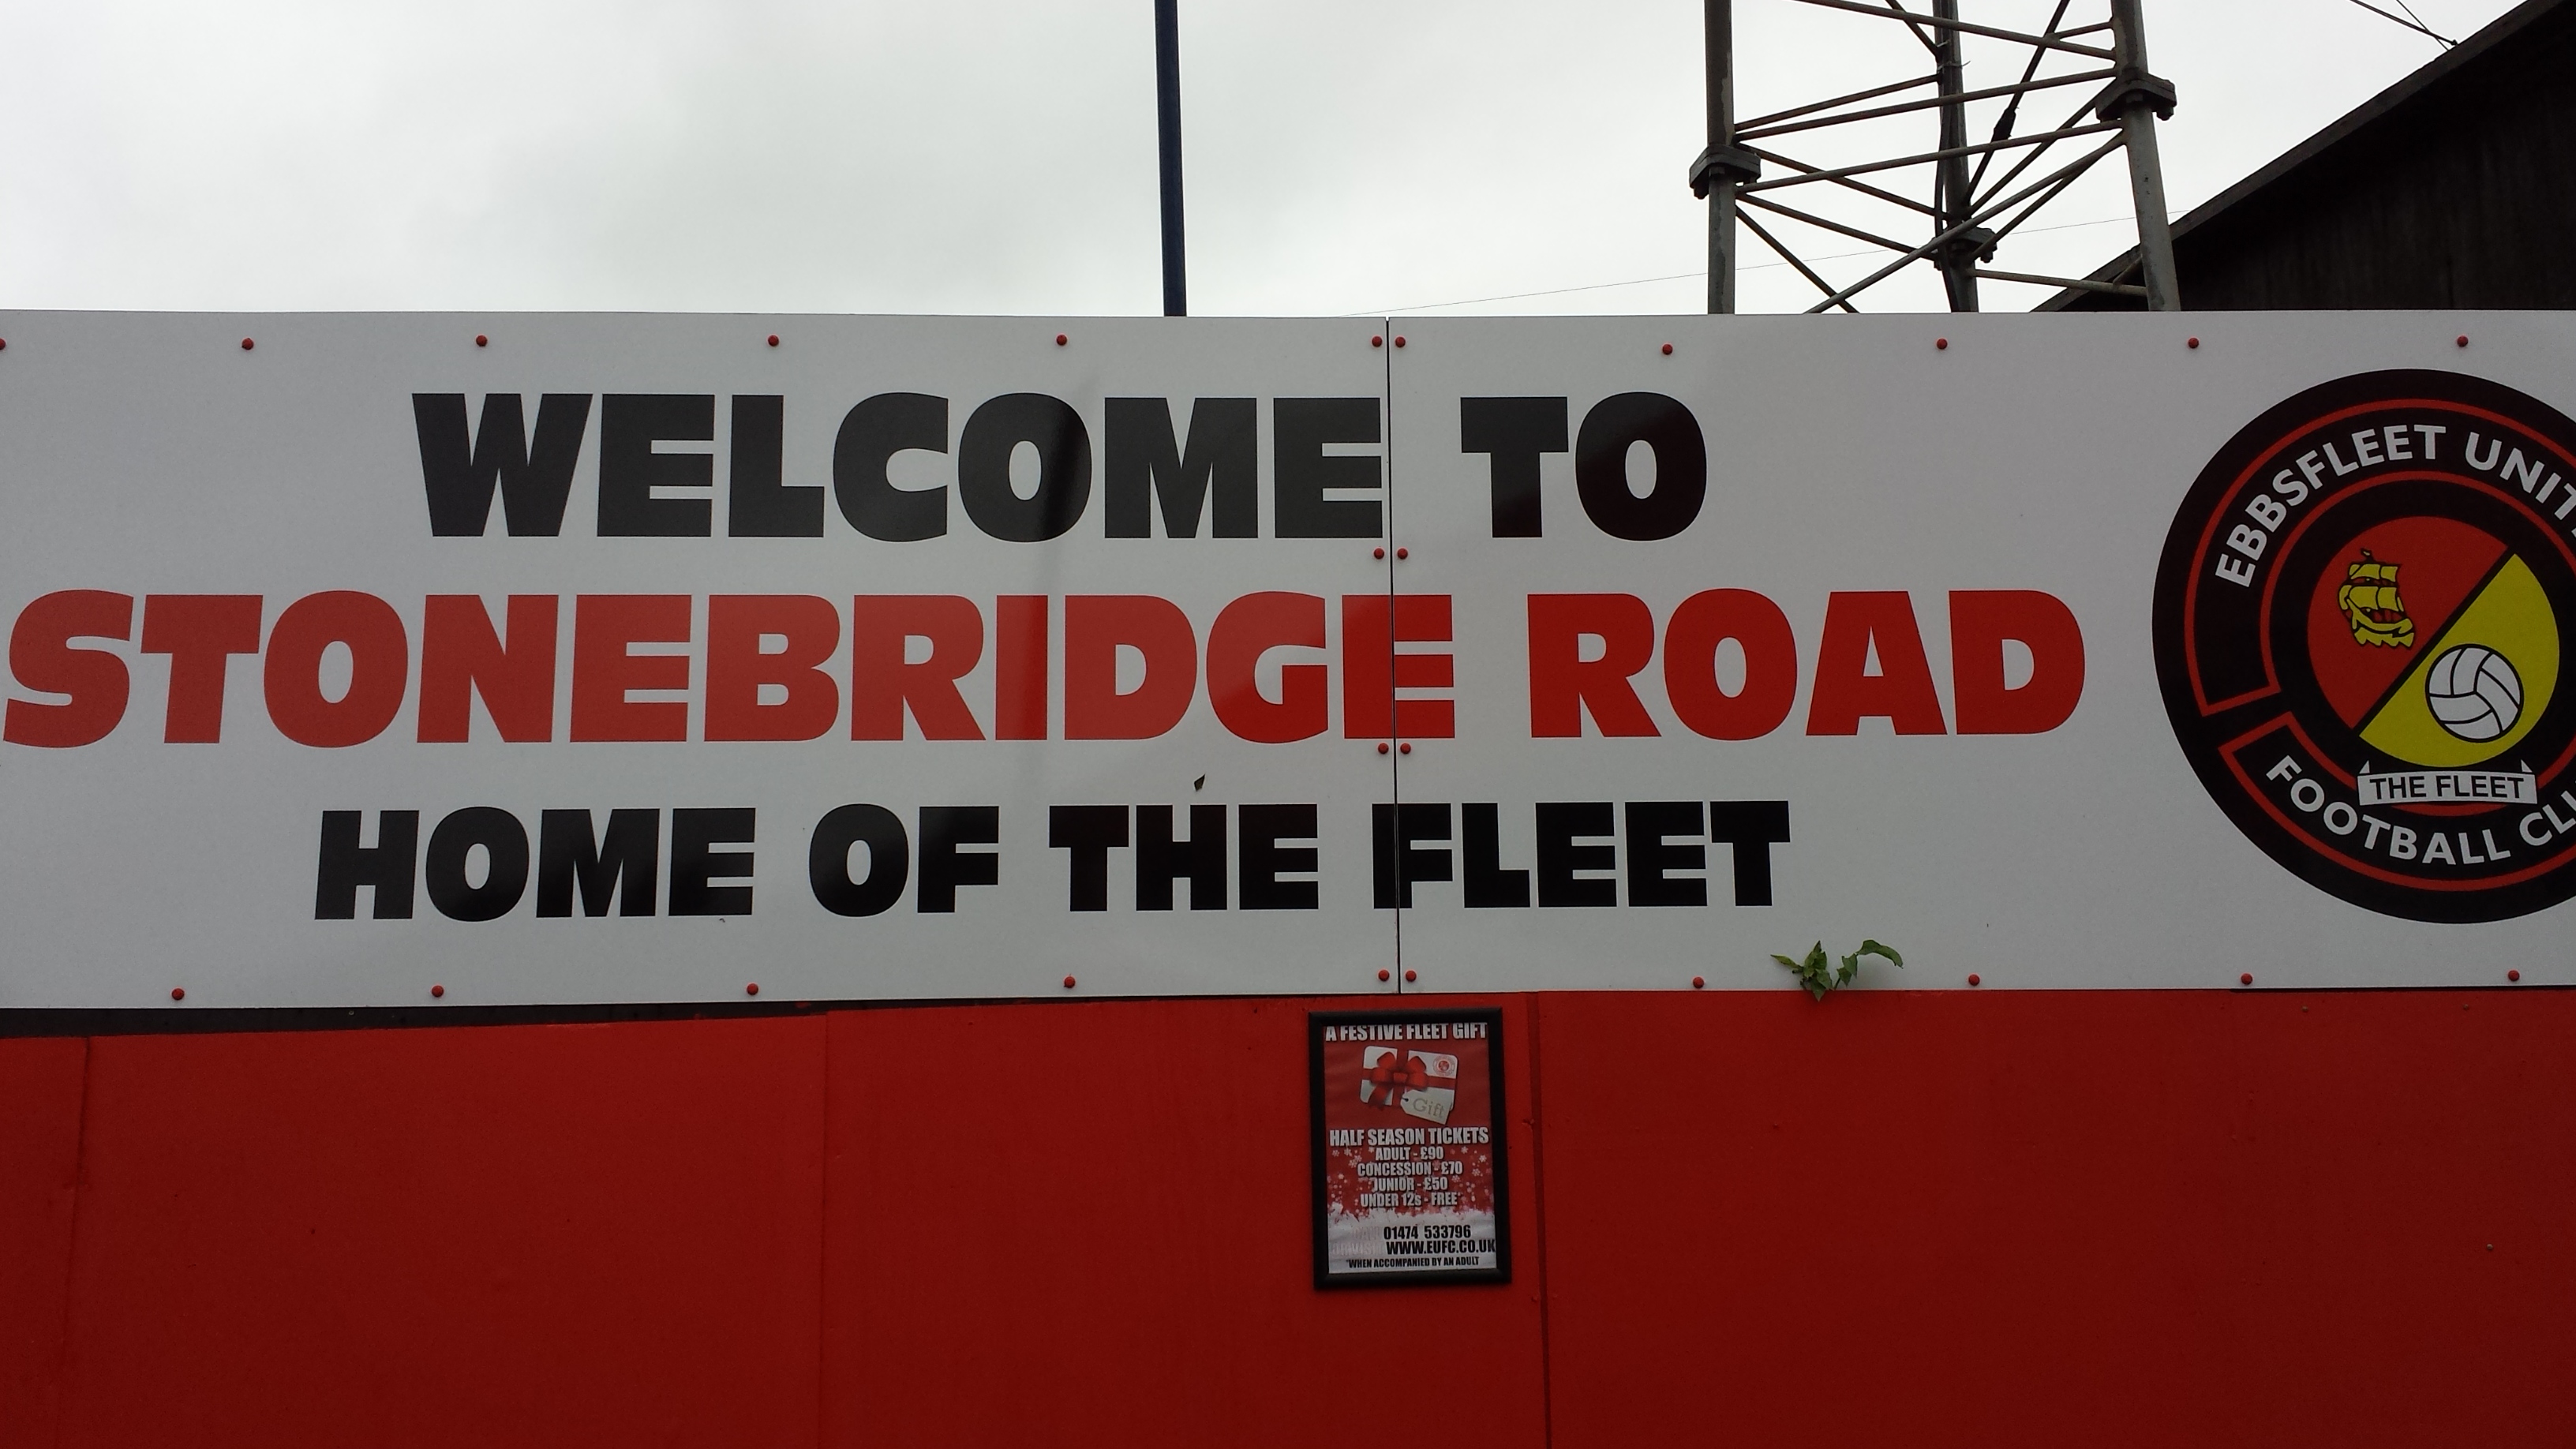 WELCOME TO
STONEBRIDGE ROAD
HOME OF THE FLEET
EBBSFLEET
THE FLEET
FOOTBALL
A FESTIVE FLEET GIFT
Gift
HALF SEASON TICKETS
ADULT - £90
CONCESSION - £70
JUNIOR - £50
UNDER 12s - FREE*
01474 533796
WWW.EUFC.CO.UK
*WHEN ACCOMPANIED BY AN ADULT